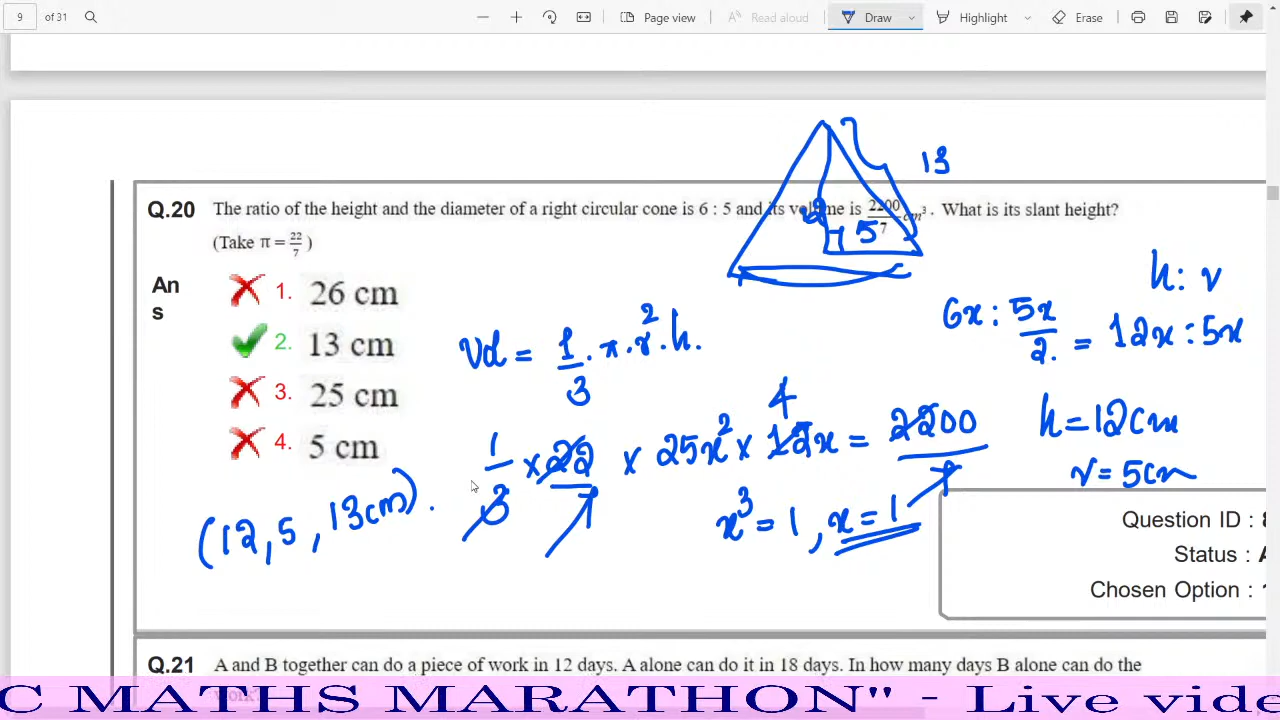 9 of 31 Page view Read aloud Draw Highlight Erase
13
Q.20 The ratio of the height and the diameter of a right circular cone is 6 : 5 and its volume is 2200/7 cm³. What is its slant height?
(Take π = 22/7)
5
h : r
6x : 5x/2 = 12x : 5x
Ans
1. 26 cm
2. 13 cm
3. 25 cm
4. 5 cm
Vol = 1/3 . π . r² . h.
4
1/3 × 22/7 × 25x² × 12x = 2200/7
h = 12cm
r = 5cm
x³ = 1, x = 1
(12, 5, 13cm).
Question ID : 8
Status : A
Chosen Option : 1
Q.21 A and B together can do a piece of work in 12 days. A alone can do it in 18 days. In how many days B alone can do the
work?
C MATHS MARATHON" - Live vide